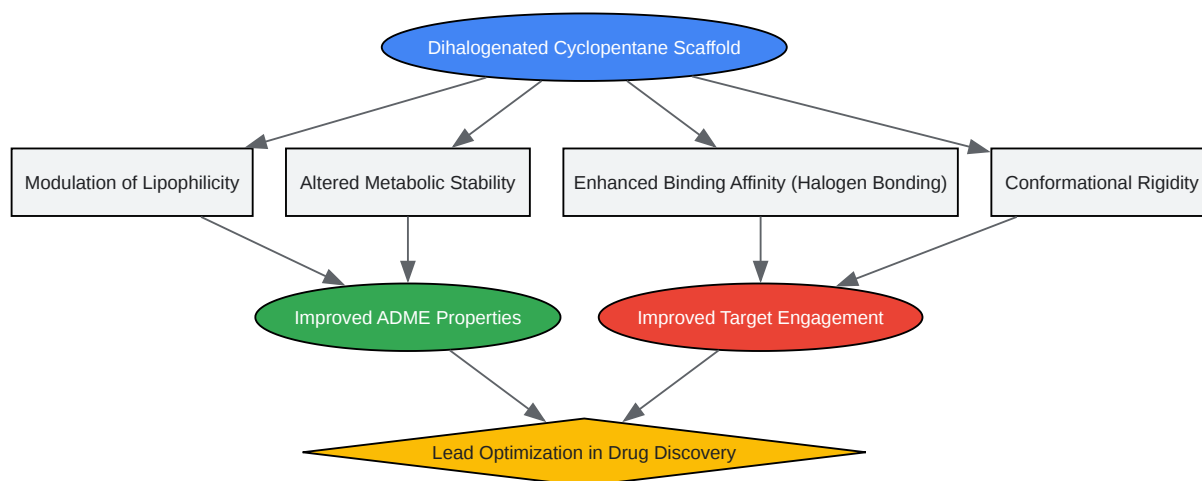 Dihalogenated Cyclopentane Scaffold
Modulation of Lipophilicity
Altered Metabolic Stability
Enhanced Binding Affinity (Halogen Bonding)
Conformational Rigidity
Improved ADME Properties
Improved Target Engagement
Lead Optimization in Drug Discovery